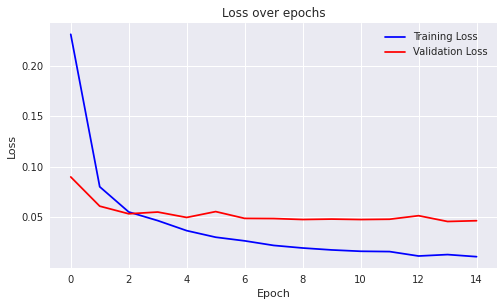 Loss over epochs
Training Loss
Validation Loss
Loss
0.20
0.15
0.10
0.05
0 2 4 6 8 10 12 14
Epoch